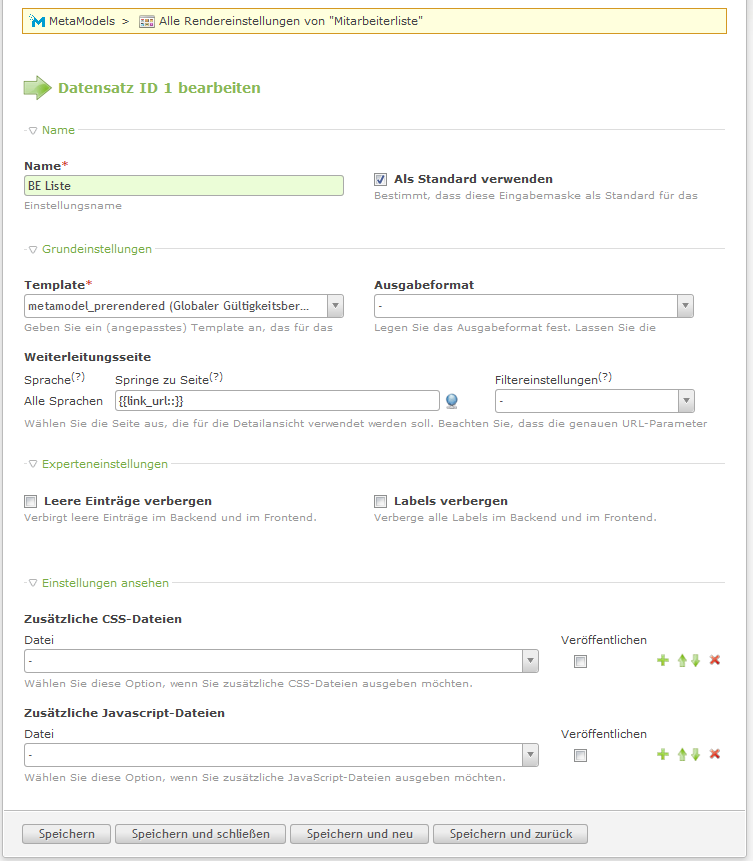 MetaModels > Alle Rendereinstellungen von "Mitarbeiterliste"
Datensatz ID 1 bearbeiten
Name
Name*
BE Liste
Einstellungsname
Als Standard verwenden
Bestimmt, dass diese Eingabemaske als Standard für das
Grundeinstellungen
Template*
metamodel_prerendered (Globaler Gültigkeitsber...
Geben Sie ein (angepasstes) Template an, das für das
Ausgabeformat
-
Legen Sie das Ausgabeformat fest. Lassen Sie die
Weiterleitungsseite
Sprache(?) Springe zu Seite(?) Filtereinstellungen(?)
Alle Sprachen {{link_url::}} -
Wählen Sie die Seite aus, die für die Detailansicht verwendet werden soll. Beachten Sie, dass die genauen URL-Parameter
Experteneinstellungen
Leere Einträge verbergen
Verbirgt leere Einträge im Backend und im Frontend.
Labels verbergen
Verberge alle Labels im Backend und im Frontend.
Einstellungen ansehen
Zusätzliche CSS-Dateien
Datei Veröffentlichen
-
Wählen Sie diese Option, wenn Sie zusätzliche CSS-Dateien ausgeben möchten.
Zusätzliche Javascript-Dateien
Datei Veröffentlichen
-
Wählen Sie diese Option, wenn Sie zusätzliche JavaScript-Dateien ausgeben möchten.
Speichern Speichern und schließen Speichern und neu Speichern und zurück